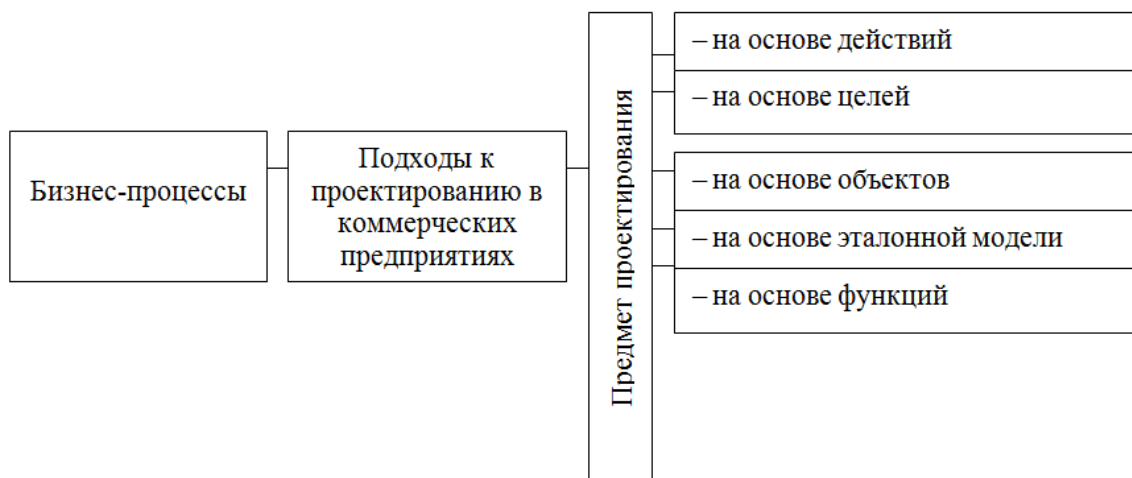 Бизнес-процессы
Подходы к
проектированию в
коммерческих
предприятиях
Предмет проектирования
– на основе действий
– на основе целей
– на основе объектов
– на основе эталонной модели
– на основе функций